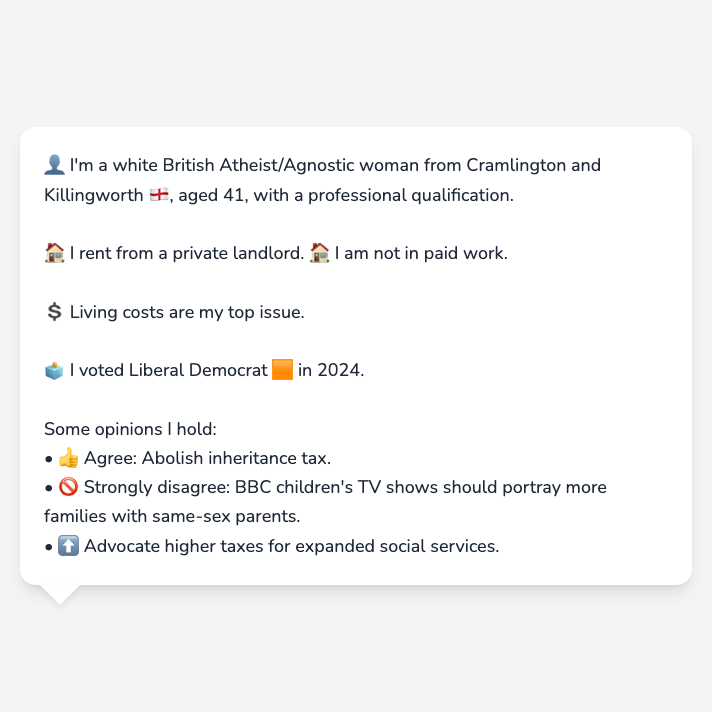 👤 I'm a white British Atheist/Agnostic woman from Cramlington and
Killingworth 🏴󠁧󠁢󠁥󠁮󠁧󠁿, aged 41, with a professional qualification.
🏠 I rent from a private landlord. 🏠 I am not in paid work.
💲 Living costs are my top issue.
🗳️ I voted Liberal Democrat 🟧 in 2024.
Some opinions I hold:
• 👍 Agree: Abolish inheritance tax.
• 🚫 Strongly disagree: BBC children's TV shows should portray more
families with same-sex parents.
• ⬆️ Advocate higher taxes for expanded social services.